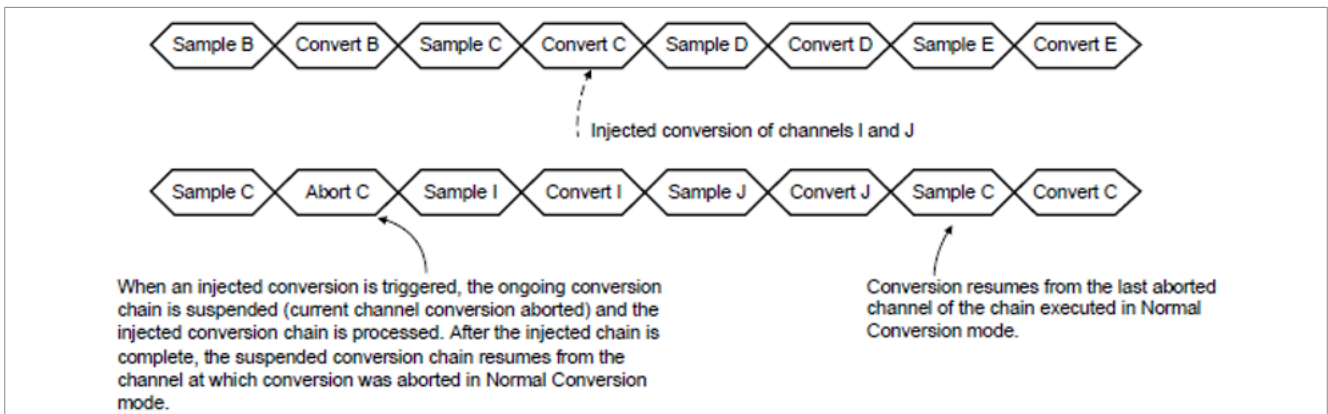 Sample B Convert B Sample C Convert C Sample D Convert D Sample E Convert E
Injected conversion of channels I and J
Sample C Abort C Sample I Convert I Sample J Convert J Sample C Convert C
When an injected conversion is triggered, the ongoing conversion
chain is suspended (current channel conversion aborted) and the
injected conversion chain is processed. After the injected chain is
complete, the suspended conversion chain resumes from the
channel at which conversion was aborted in Normal Conversion
mode.
Conversion resumes from the last aborted
channel of the chain executed in Normal
Conversion mode.